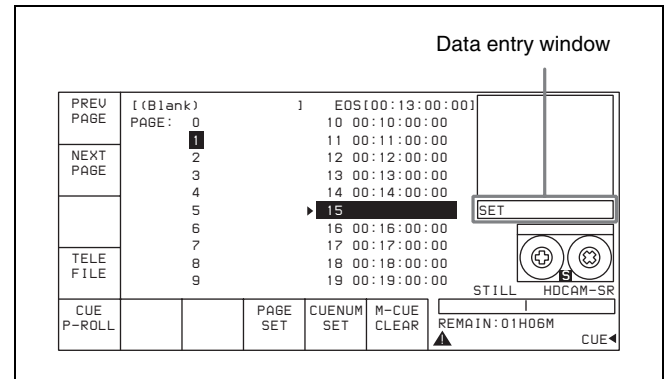 Data entry window
PREV PAGE
[(Blank) ] EOS[00:13:00:00]
PAGE: 0 10 00:10:00:00
1 11 00:11:00:00
NEXT PAGE
2 12 00:12:00:00
3 13 00:13:00:00
4 14 00:14:00:00
5 ▶ 15 SET
6 16 00:16:00:00
7 17 00:17:00:00
TELE FILE
8 18 00:18:00:00
9 19 00:19:00:00
S
STILL HDCAM-SR
CUE P-ROLL
PAGE SET
CUENUM SET
M-CUE CLEAR
REMAIN:01H06M
CUE◀